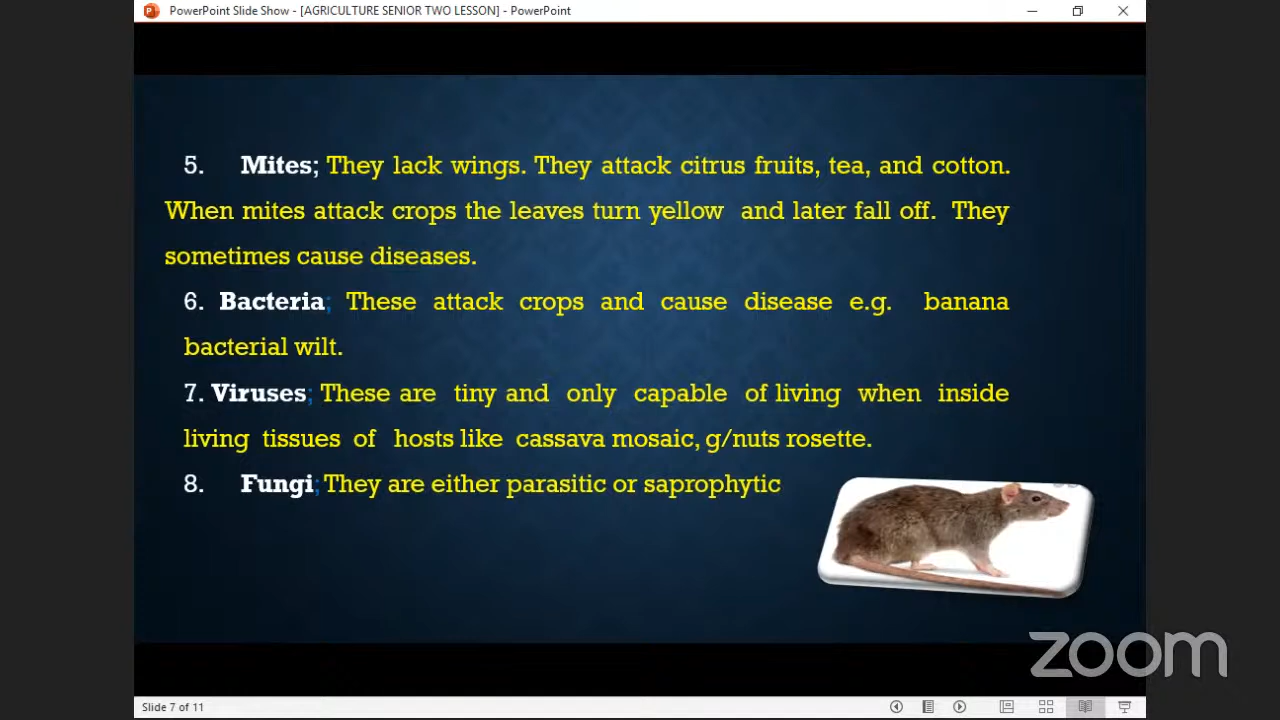 PowerPoint Slide Show - [AGRICULTURE SENIOR TWO LESSON] - PowerPoint
5. Mites; They lack wings. They attack citrus fruits, tea, and cotton.
When mites attack crops the leaves turn yellow and later fall off. They
sometimes cause diseases.
6. Bacteria; These attack crops and cause disease e.g. banana
bacterial wilt.
7. Viruses; These are tiny and only capable of living when inside
living tissues of hosts like cassava mosaic, g/nuts rosette.
8. Fungi; They are either parasitic or saprophytic
zoom
Slide 7 of 11